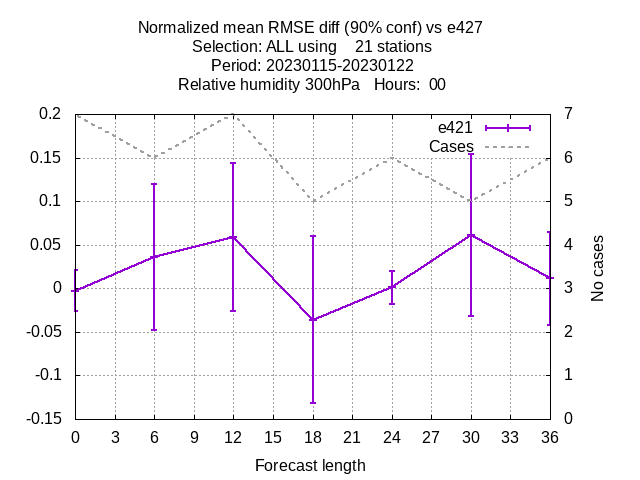 Normalized mean RMSE diff (90% conf) vs e427
Selection: ALL using    21 stations
Period: 20230115-20230122
Relative humidity 300hPa   Hours:  00
e421
Cases
0.2
0.15
0.1
0.05
0
-0.05
-0.1
-0.15
7
6
5
4
3
2
1
0
No cases
0 3 6 9 12 15 18 21 24 27 30 33 36
Forecast length